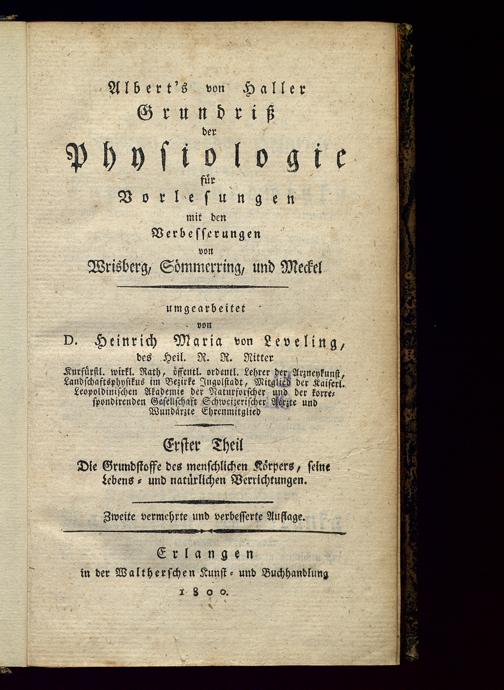 Albert's von Haller
Grundriß
der
Physiologie
für
Vorlesungen
mit den
Verbesserungen
von
Wrisberg, Sömmerring, und Meckel
umgearbeitet
von
D. Heinrich Maria von Leveling,
des Heil. R. R. Ritter
Kurfürstl. wirkl. Rath, öffentl. ordentl. Lehrer der Arzneykunst,
Landschaftsphysikus im Bezirke Ingolstadt, Mitglied der Kaiserl.
Leopoldinischen Akademie der Naturforscher und der korre-
spondirenden Gesellschaft Schweizerischer Aerzte und
Wundärzte Ehrenmitglied
Erster Theil
Die Grundstoffe des menschlichen Körpers, seine
Lebens- und natürlichen Verrichtungen.
Zweite vermehrte und verbesserte Auflage.
Erlangen
in der Waltherschen Kunst- und Buchhandlung
1800.